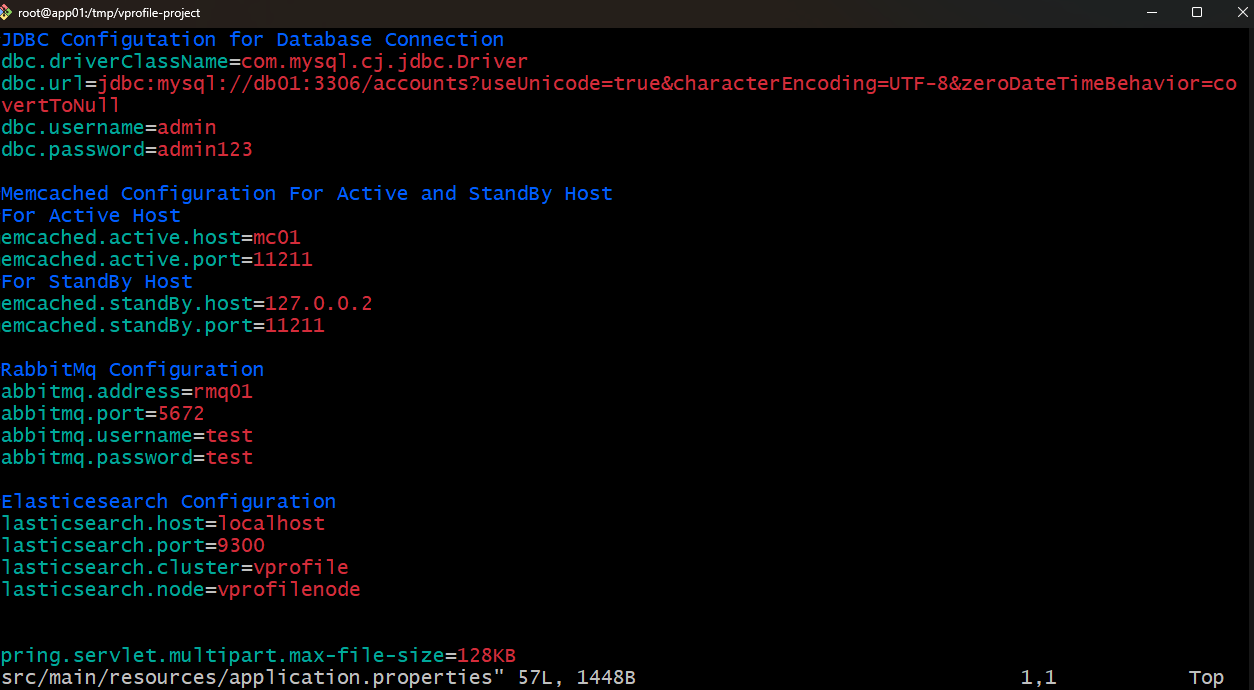 root@app01:/tmp/vprofile-project
JDBC Configutation for Database Connection
dbc.driverClassName=com.mysql.cj.jdbc.Driver
dbc.url=jdbc:mysql://db01:3306/accounts?useUnicode=true&characterEncoding=UTF-8&zeroDateTimeBehavior=co
vertToNull
dbc.username=admin
dbc.password=admin123
Memcached Configuration For Active and StandBy Host
For Active Host
emcached.active.host=mc01
emcached.active.port=11211
For StandBy Host
emcached.standBy.host=127.0.0.2
emcached.standBy.port=11211
RabbitMq Configuration
abbitmq.address=rmq01
abbitmq.port=5672
abbitmq.username=test
abbitmq.password=test
Elasticesearch Configuration
lasticsearch.host=localhost
lasticsearch.port=9300
lasticsearch.cluster=vprofile
lasticsearch.node=vprofilenode
pring.servlet.multipart.max-file-size=128KB
src/main/resources/application.properties" 57L, 1448B 1,1 Top